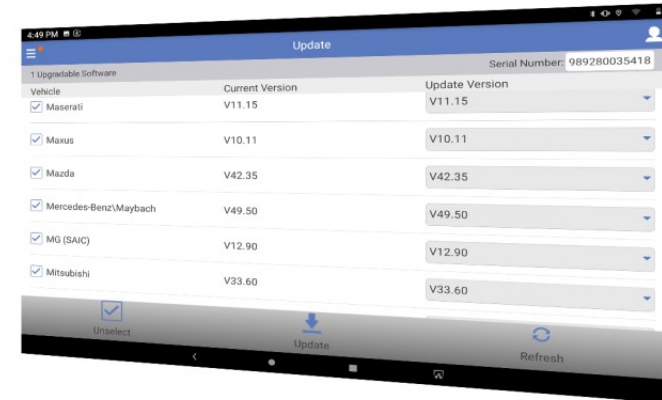 4:49 PM
Update
1 Upgradable Software
Serial Number: 989280035418
Vehicle Current Version Update Version
Maserati V11.15 V11.15
Maxus V10.11 V10.11
Mazda V42.35 V42.35
Mercedes-Benz\Maybach V49.50 V49.50
MG (SAIC) V12.90 V12.90
Mitsubishi V33.60 V33.60
Unselect Update Refresh